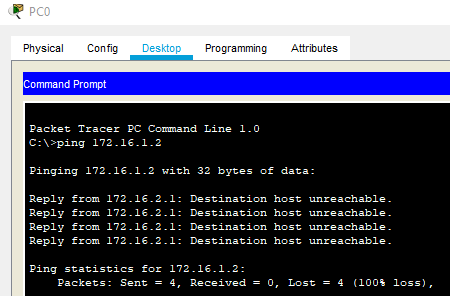 PC0
Physical Config Desktop Programming Attributes
Command Prompt
Packet Tracer PC Command Line 1.0
C:\>ping 172.16.1.2
Pinging 172.16.1.2 with 32 bytes of data:
Reply from 172.16.2.1: Destination host unreachable.
Reply from 172.16.2.1: Destination host unreachable.
Reply from 172.16.2.1: Destination host unreachable.
Reply from 172.16.2.1: Destination host unreachable.
Ping statistics for 172.16.1.2:
Packets: Sent = 4, Received = 0, Lost = 4 (100% loss),